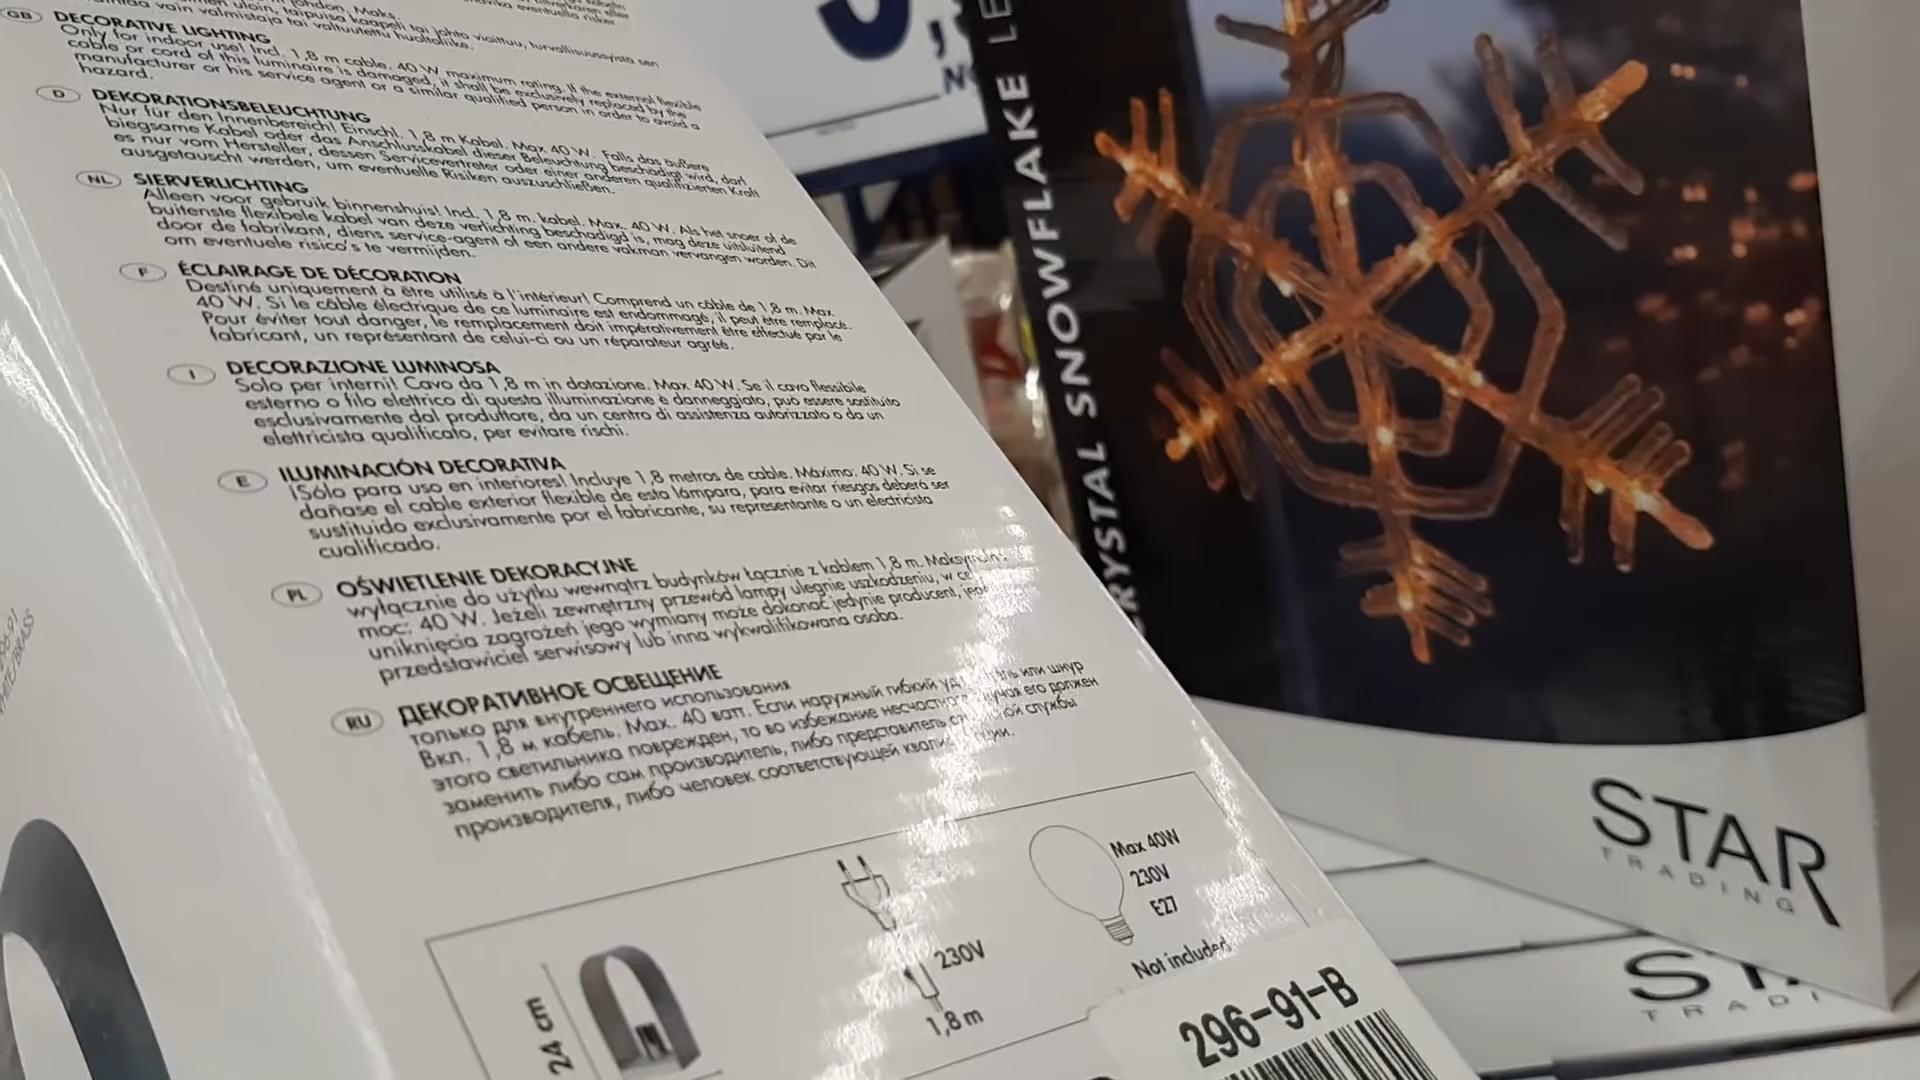 vain valmistaja tai valtuutettu huoltoliike.
GB DECORATIVE LIGHTING
Only for indoor use! Incl. 1,8 m cable. 40 W maximum rating. If the external flexible
cable or cord of this luminaire is damaged, it shall be exclusively replaced by the
manufacturer or his service agent or a similar qualified person in order to avoid a
hazard.
D DEKORATIONSBELEUCHTUNG
Nur für den Innenbereich! Einschl. 1,8 m Kabel. Max 40 W. Falls das äußere
biegsame Kabel oder das Anschlusskabel dieser Beleuchtung beschädigt wird, darf
es nur vom Hersteller, dessen Servicevertreter oder einer anderen qualifizierten Kraft
ausgetauscht werden, um eventuelle Risiken auszuschließen.
NL SIERVERLICHTING
Alleen voor gebruik binnenshuis! Incl. 1,8 m. kabel. Max. 40 W. Als het snoer of de
buitenste flexibele kabel van deze verlichting beschadigd is, mag deze uitsluitend
door de fabrikant, diens service-agent of een andere vakman vervangen worden. Dit
om eventuele risico's te vermijden.
F ÉCLAIRAGE DE DÉCORATION
Destiné uniquement à être utilisé à l'intérieur! Comprend un câble de 1,8 m. Max
40 W. Si le câble électrique de ce luminaire est endommagé, il peut être remplacé.
Pour éviter tout danger, le remplacement doit impérativement être effectué par le
fabricant, un représentant de celui-ci ou un réparateur agréé.
I DECORAZIONE LUMINOSA
Solo per interni! Cavo da 1,8 m in dotazione. Max 40 W. Se il cavo flessibile
esterno o filo elettrico di questa illuminazione è danneggiato, può essere sostituito
esclusivamente dal produttore, da un centro di assistenza autorizzato o da un
elettricista qualificato, per evitare rischi.
E ILUMINACIÓN DECORATIVA
¡Sólo para uso en interiores! Incluye 1,8 metros de cable. Máximo: 40 W. Si se
dañase el cable exterior flexible de esta lámpara, para evitar riesgos deberá ser
sustituido exclusivamente por el fabricante, su representante o un electricista
cualificado.
PL OŚWIETLENIE DEKORACYJNE
wyłącznie do użytku wewnątrz budynków Łącznie z kablem 1,8 m.
moc: 40 W. Jeżeli zewnętrzny przewód lampy ulegnie uszkodzeniu, w
uniknięcia zagrożeń jego wymiany może dokonać jedynie producent,
przedstawiciel serwisowy lub inna wykwalifikowana osoba.
RU ДЕКОРАТИВНОЕ ОСВЕЩЕНИЕ
только для внутреннего использования
Вкл. 1,8 м кабель. Max. 40 ватт. Если наружный гибкий или шнур
этого светильника поврежден, то во избежание его должен
заменить либо сам производитель, либо представитель службы
производителя, либо человек соответствующей
24 cm
230V
1,8 m
Max 40W
230V
E27
Not included
296-91-B
CRYSTAL SNOWFLAKE LE
STAR
TRADING
ST
TRADI